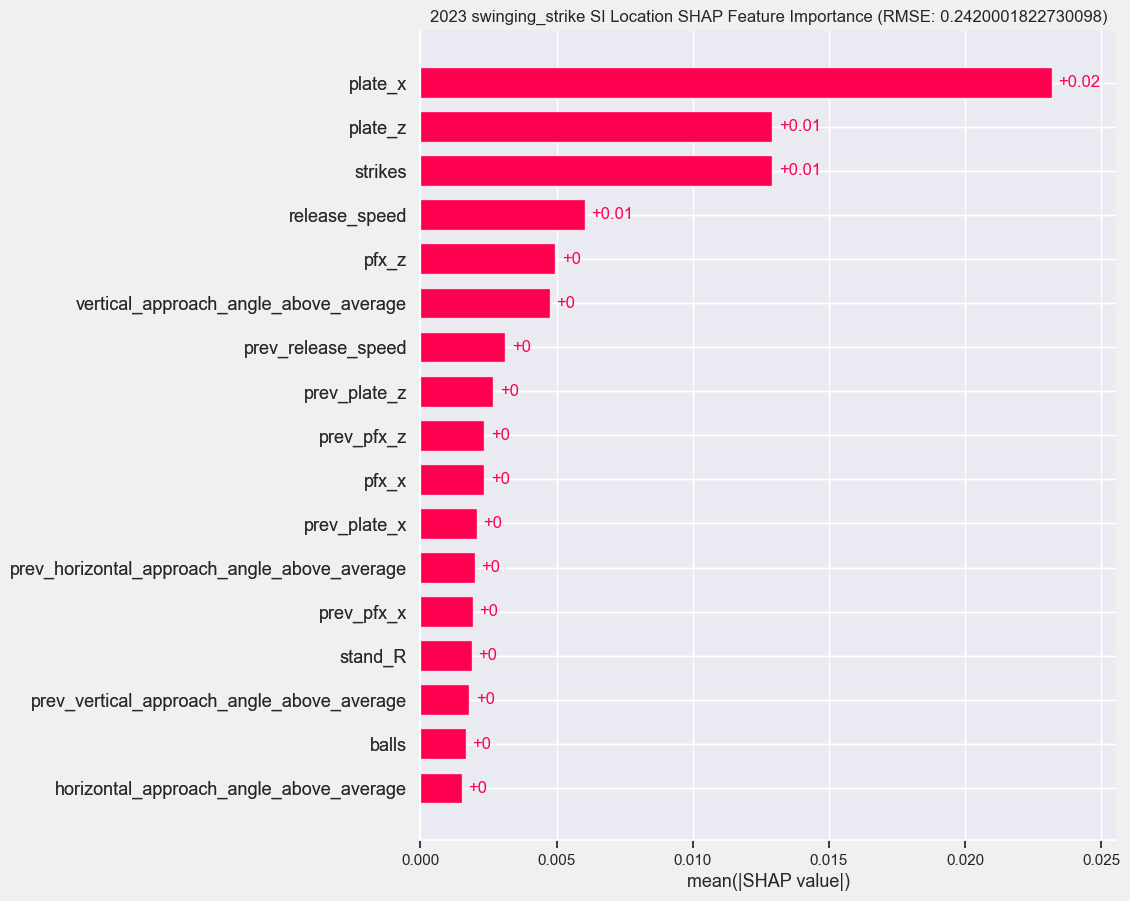 2023 swinging_strike SI Location SHAP Feature Importance (RMSE: 0.2420001822730098)
plate_x +0.02
plate_z +0.01
strikes +0.01
release_speed +0.01
pfx_z +0
vertical_approach_angle_above_average +0
prev_release_speed +0
prev_plate_z +0
prev_pfx_z +0
pfx_x +0
prev_plate_x +0
prev_horizontal_approach_angle_above_average +0
prev_pfx_x +0
stand_R +0
prev_vertical_approach_angle_above_average +0
balls +0
horizontal_approach_angle_above_average +0
0.000 0.005 0.010 0.015 0.020 0.025
mean(|SHAP value|)